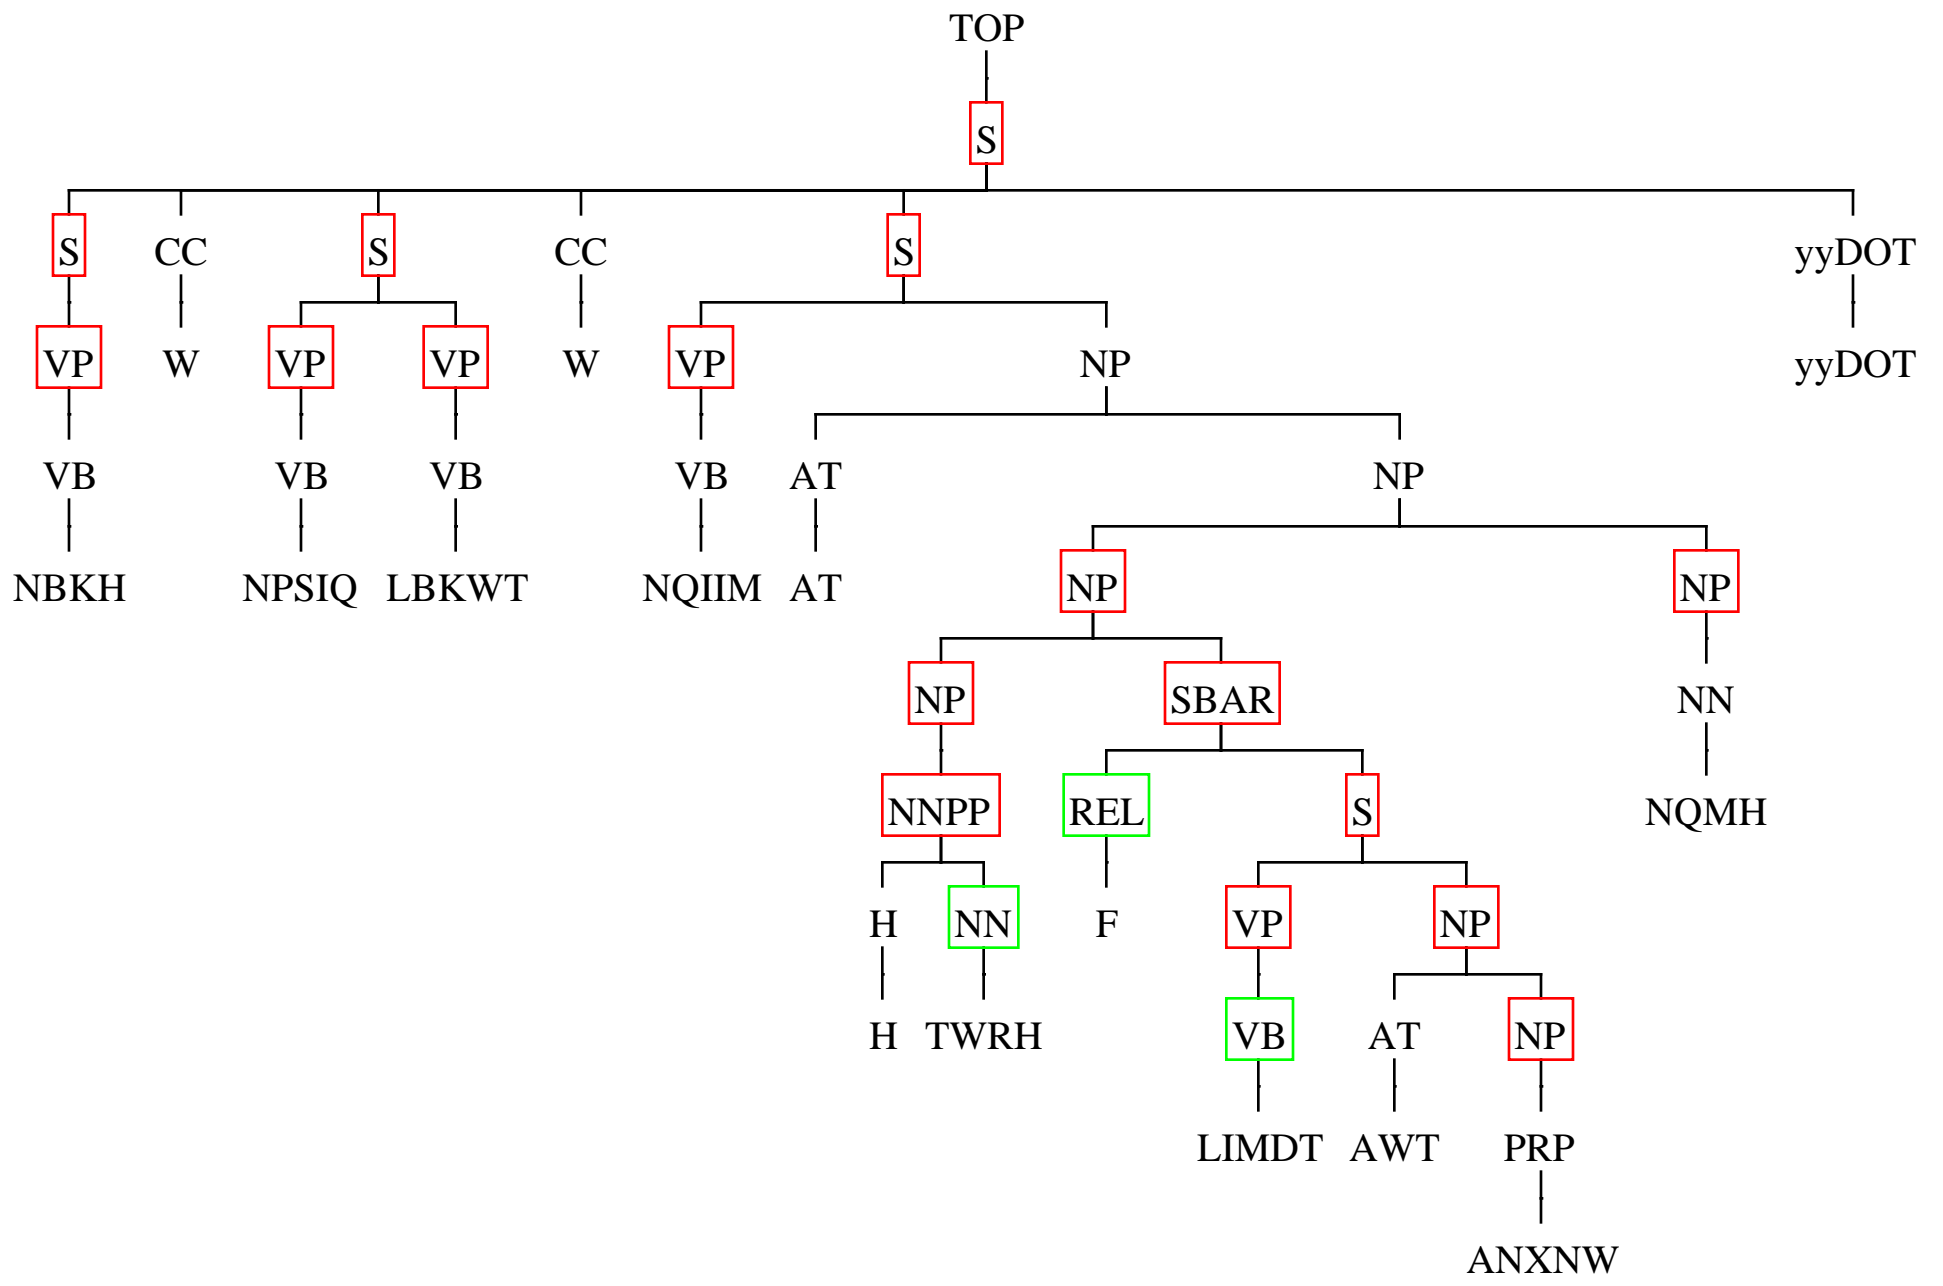 TOP
S
S CC S CC S yyDOT
VP W VP VP W VP NP yyDOT
VB VB VB VB AT NP
NBKH NPSIQ LBKWT NQIIM AT NP NP
NP SBAR NN
NNPP REL S NQMH
H NN F VP NP
H TWRH VB AT NP
LIMDT AWT PRP
ANXNW